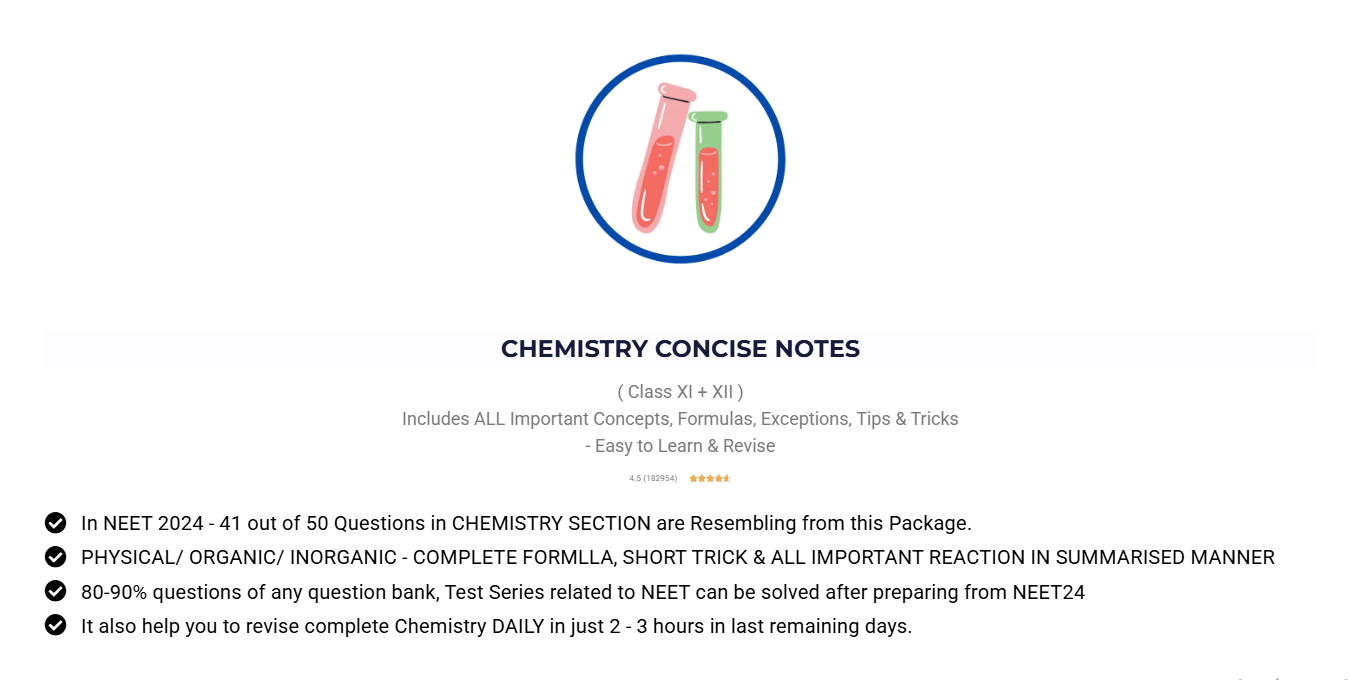 CHEMISTRY CONCISE NOTES
( Class XI + XII )
Includes ALL Important Concepts, Formulas, Exceptions, Tips & Tricks
- Easy to Learn & Revise
4.5 (182954)
In NEET 2024 - 41 out of 50 Questions in CHEMISTRY SECTION are Resembling from this Package.
PHYSICAL/ ORGANIC/ INORGANIC - COMPLETE FORMLLA, SHORT TRICK & ALL IMPORTANT REACTION IN SUMMARISED MANNER
80-90% questions of any question bank, Test Series related to NEET can be solved after preparing from NEET24
It also help you to revise complete Chemistry DAILY in just 2 - 3 hours in last remaining days.